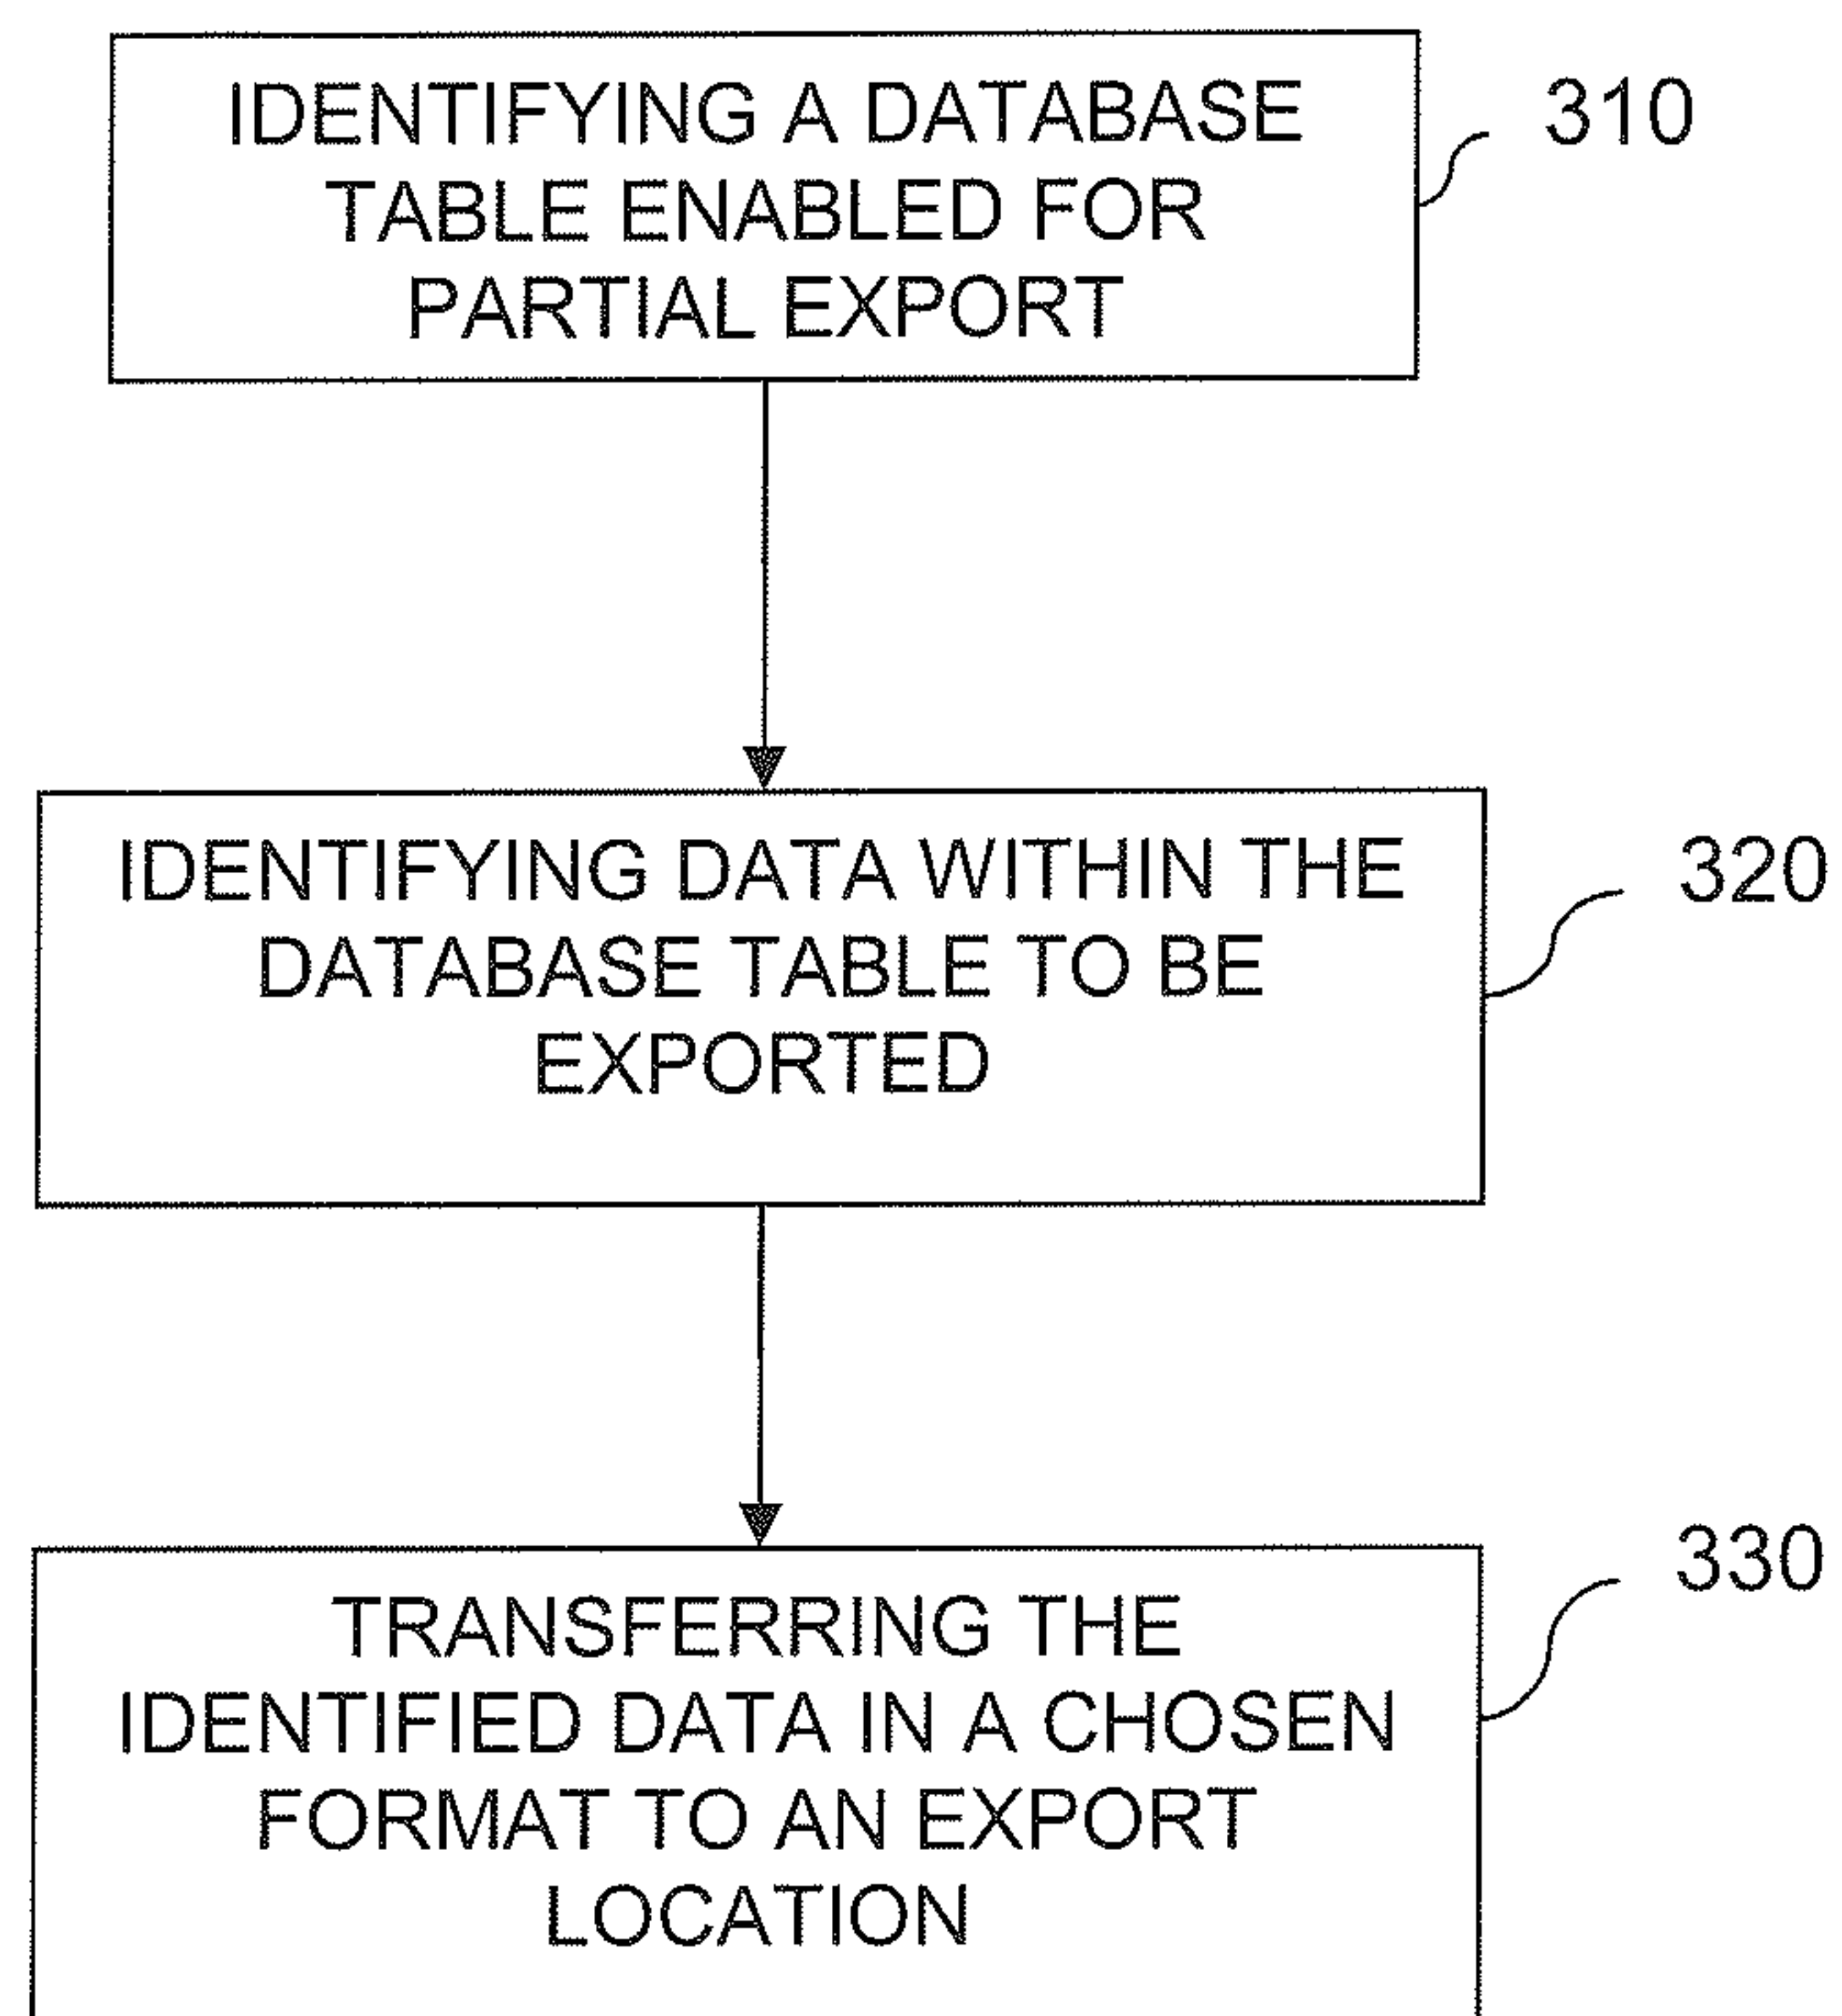 IDENTIFYING A DATABASE
TABLE ENABLED FOR
PARTIAL EXPORT
310
IDENTIFYING DATA WITHIN THE
DATABASE TABLE TO BE
EXPORTED
320
TRANSFERRING THE
IDENTIFIED DATA IN A CHOSEN
FORMAT TO AN EXPORT
LOCATION
330